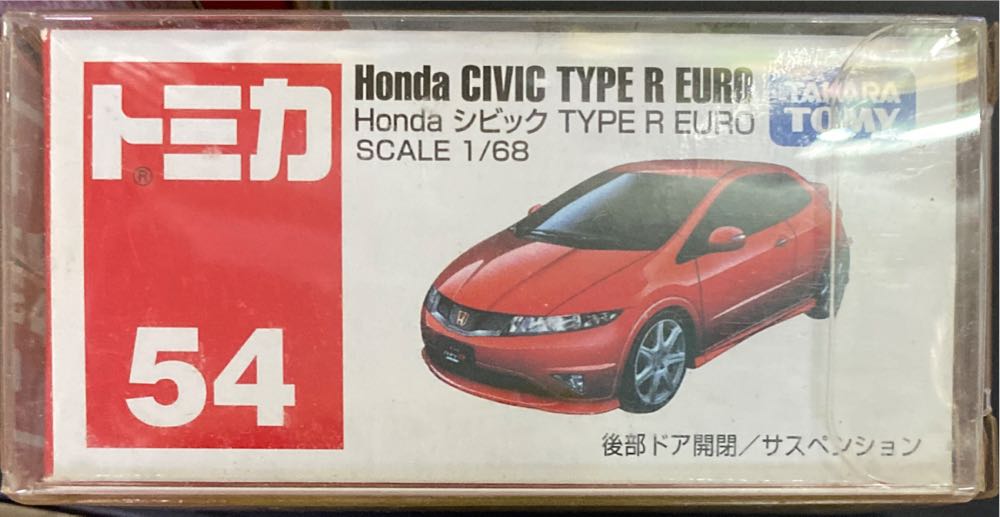 トミカ®
54
Honda CIVIC TYPE R EURO
Honda シビック TYPE R EURO
SCALE 1/68
TAKARA
TOMY
後部ドア開閉／サスペンション